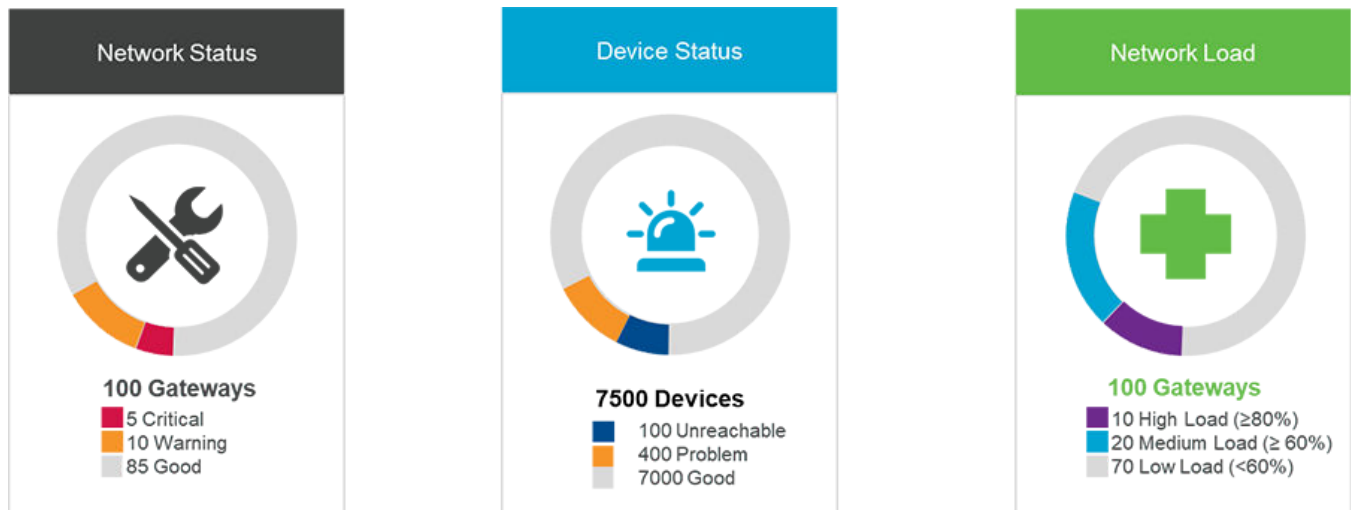 Network Status
100 Gateways
5 Critical
10 Warning
85 Good
Device Status
7500 Devices
100 Unreachable
400 Problem
7000 Good
Network Load
100 Gateways
10 High Load (≥80%)
20 Medium Load (≥ 60%)
70 Low Load (<60%)